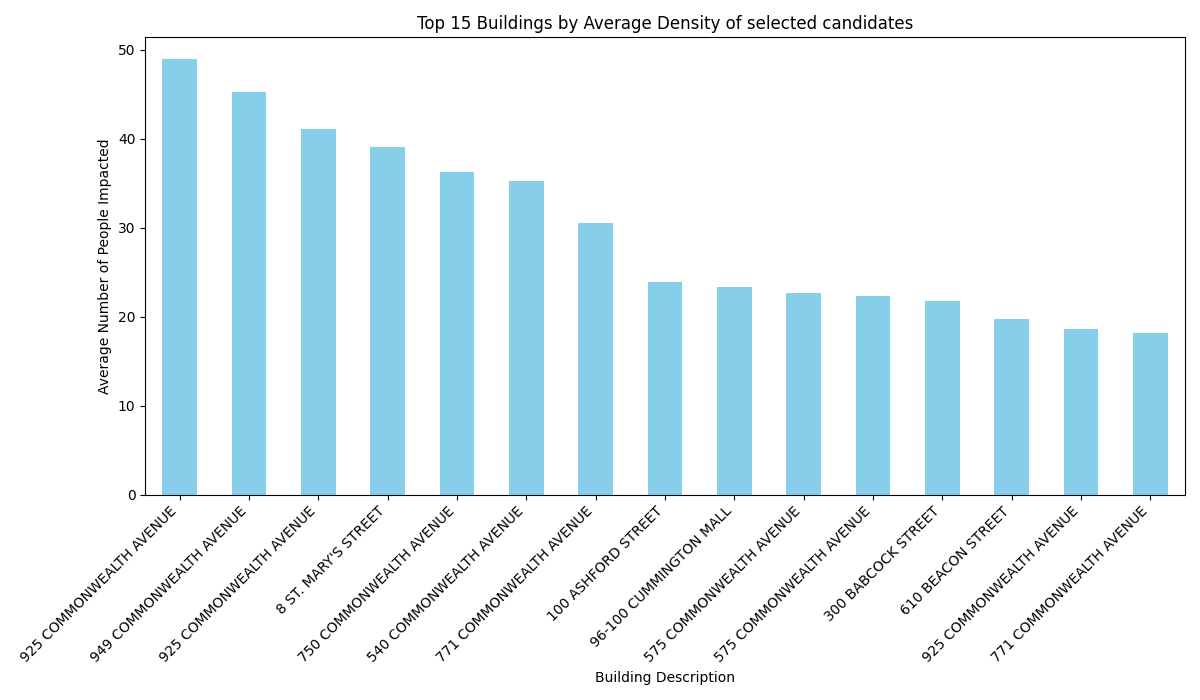 Top 15 Buildings by Average Density of selected candidates
50
40
30
20
10
0
Average Number of People Impacted
925 COMMONWEALTH AVENUE
949 COMMONWEALTH AVENUE
925 COMMONWEALTH AVENUE
8 ST. MARY'S STREET
750 COMMONWEALTH AVENUE
540 COMMONWEALTH AVENUE
771 COMMONWEALTH AVENUE
100 ASHFORD STREET
96-100 CUMMINGTON MALL
575 COMMONWEALTH AVENUE
575 COMMONWEALTH AVENUE
300 BABCOCK STREET
610 BEACON STREET
925 COMMONWEALTH AVENUE
771 COMMONWEALTH AVENUE
Building Description